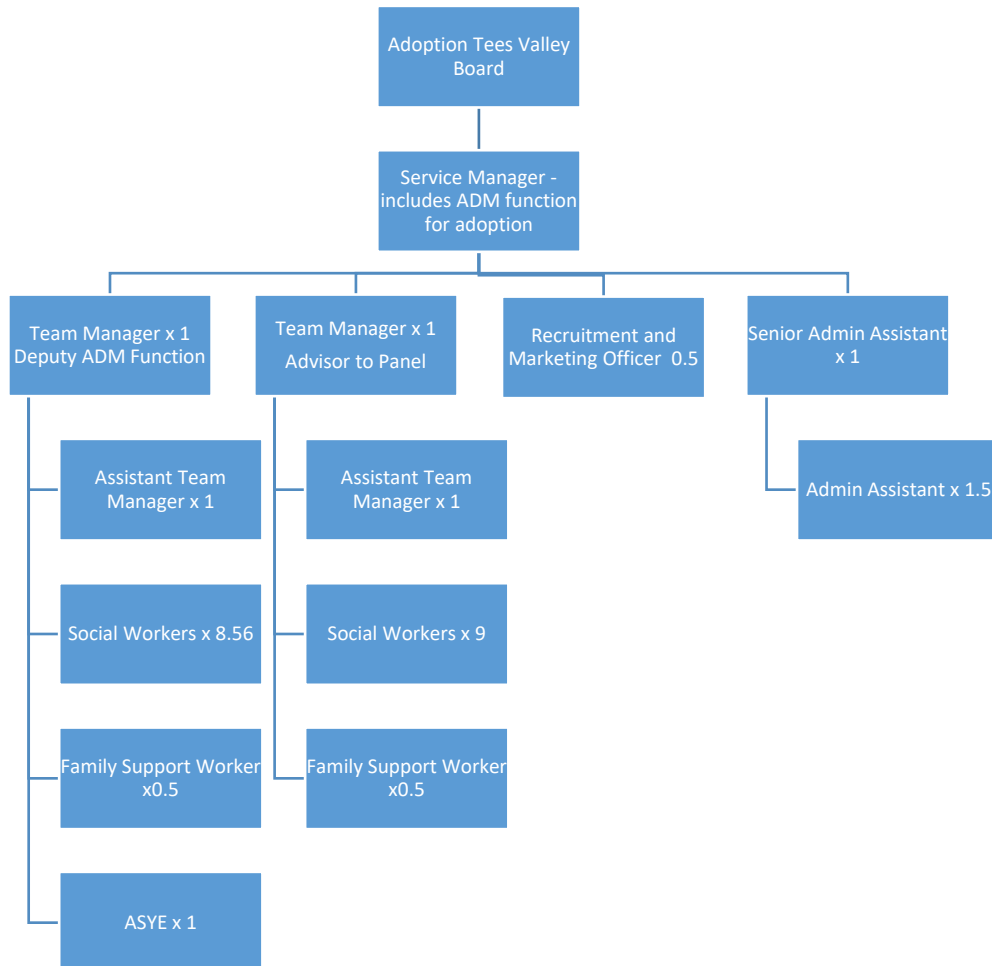 Adoption Tees Valley
Board
Service Manager -
includes ADM function
for adoption
Team Manager x 1
Deputy ADM Function
Team Manager x 1
Advisor to Panel
Recruitment and
Marketing Officer  0.5
Senior Admin Assistant
x 1
Assistant Team
Manager x 1
Assistant Team
Manager x 1
Admin Assistant x 1.5
Social Workers x 8.56
Social Workers x 9
Family Support Worker
x0.5
Family Support Worker
x0.5
ASYE x 1